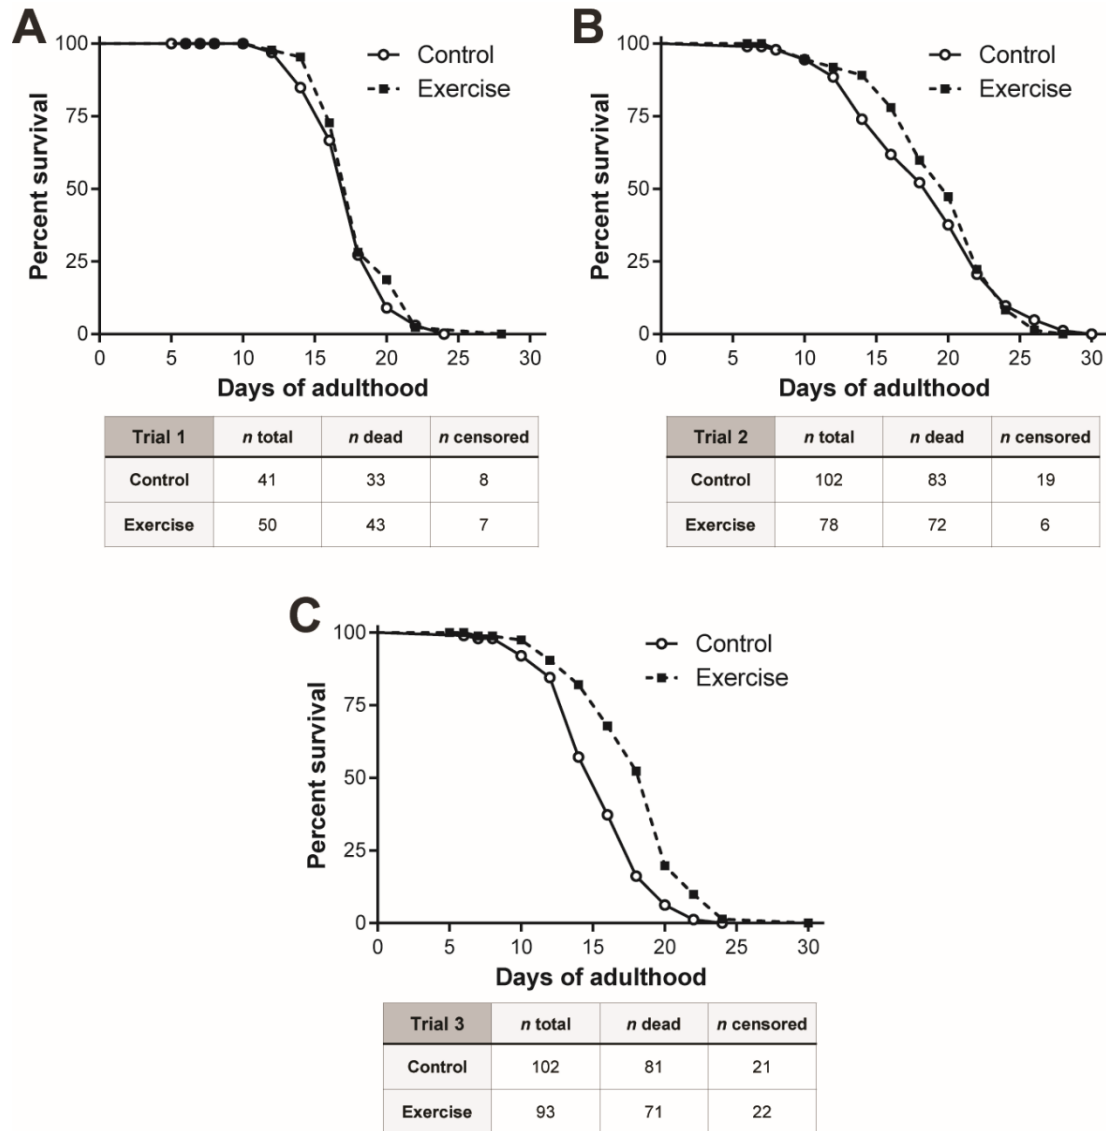 A
100
75
50
25
0
Percent survival
Control
Exercise
0 5 10 15 20 25 30
Days of adulthood
Trial 1 n total n dead n censored
Control 41 33 8
Exercise 50 43 7
B
100
75
50
25
0
Percent survival
Control
Exercise
0 5 10 15 20 25 30
Days of adulthood
Trial 2 n total n dead n censored
Control 102 83 19
Exercise 78 72 6
C
100
75
50
25
0
Percent survival
Control
Exercise
0 5 10 15 20 25 30
Days of adulthood
Trial 3 n total n dead n censored
Control 102 81 21
Exercise 93 71 22